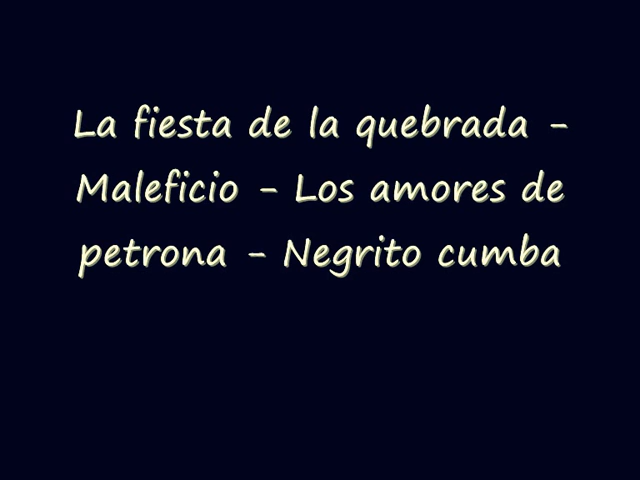 La fiesta de la quebrada -
Maleficio - Los amores de
petrona - Negrito cumba